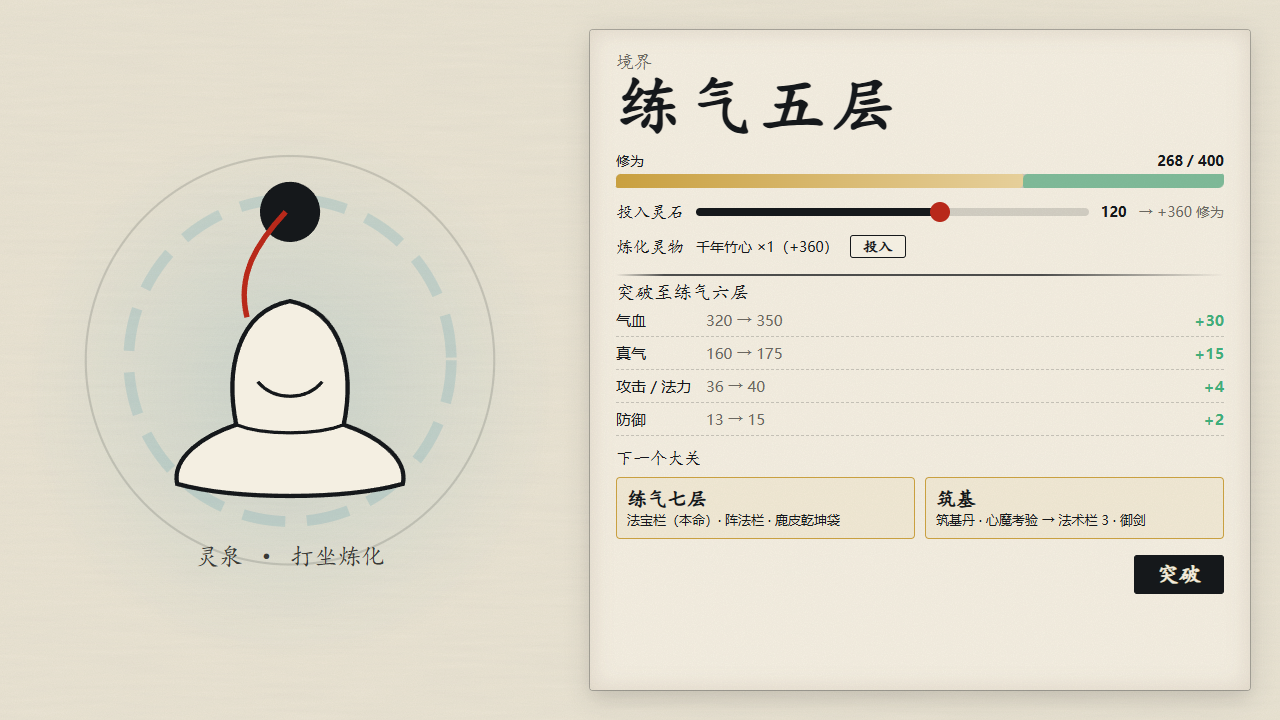 境界
练气五层
修为 268 / 400
投入灵石 120 → +360 修为
炼化灵物 千年竹心 ×1（+360） 投入
突破至练气六层
气血 320 → 350 +30
真气 160 → 175 +15
攻击 / 法力 36 → 40 +4
防御 13 → 15 +2
下一个大关
练气七层
法宝栏（本命）· 阵法栏 · 鹿皮乾坤袋
筑基
筑基丹 · 心魔考验 → 法术栏 3 · 御剑
突破
灵泉 • 打坐炼化